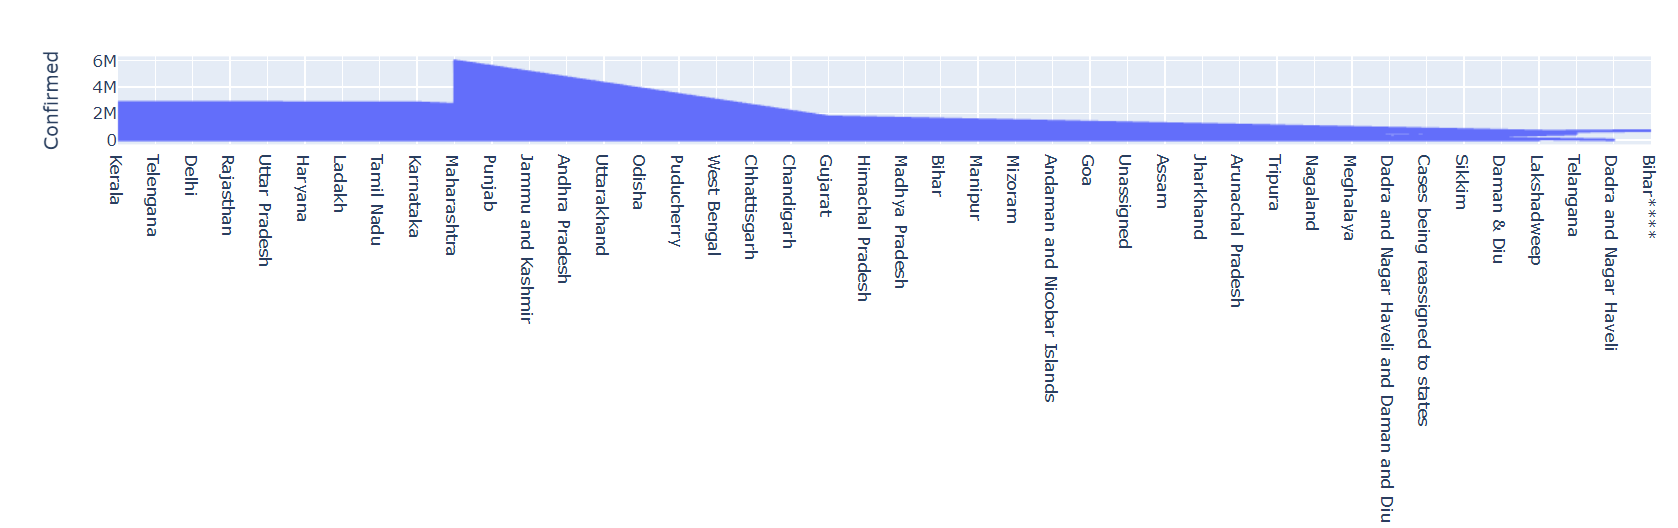 Confirmed
6M
4M
2M
0
Kerala
Telengana
Delhi
Rajasthan
Uttar Pradesh
Haryana
Ladakh
Tamil Nadu
Karnataka
Maharashtra
Punjab
Jammu and Kashmir
Andhra Pradesh
Uttarakhand
Odisha
Puducherry
West Bengal
Chhattisgarh
Chandigarh
Gujarat
Himachal Pradesh
Madhya Pradesh
Bihar
Manipur
Mizoram
Andaman and Nicobar Islands
Goa
Unassigned
Assam
Jharkhand
Arunachal Pradesh
Tripura
Nagaland
Meghalaya
Dadra and Nagar Haveli and Daman and Diu
Cases being reassigned to states
Sikkim
Daman & Diu
Lakshadweep
Telangana
Dadra and Nagar Haveli
Bihar****